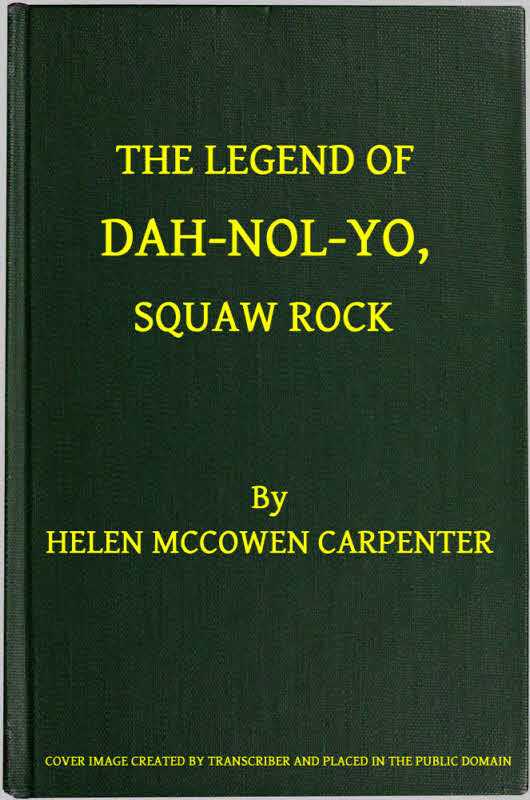 THE LEGEND OF
DAH-NOL-YO,
SQUAW ROCK
By
HELEN MCCOWEN CARPENTER
COVER IMAGE CREATED BY TRANSCRIBER AND PLACED IN THE PUBLIC DOMAIN